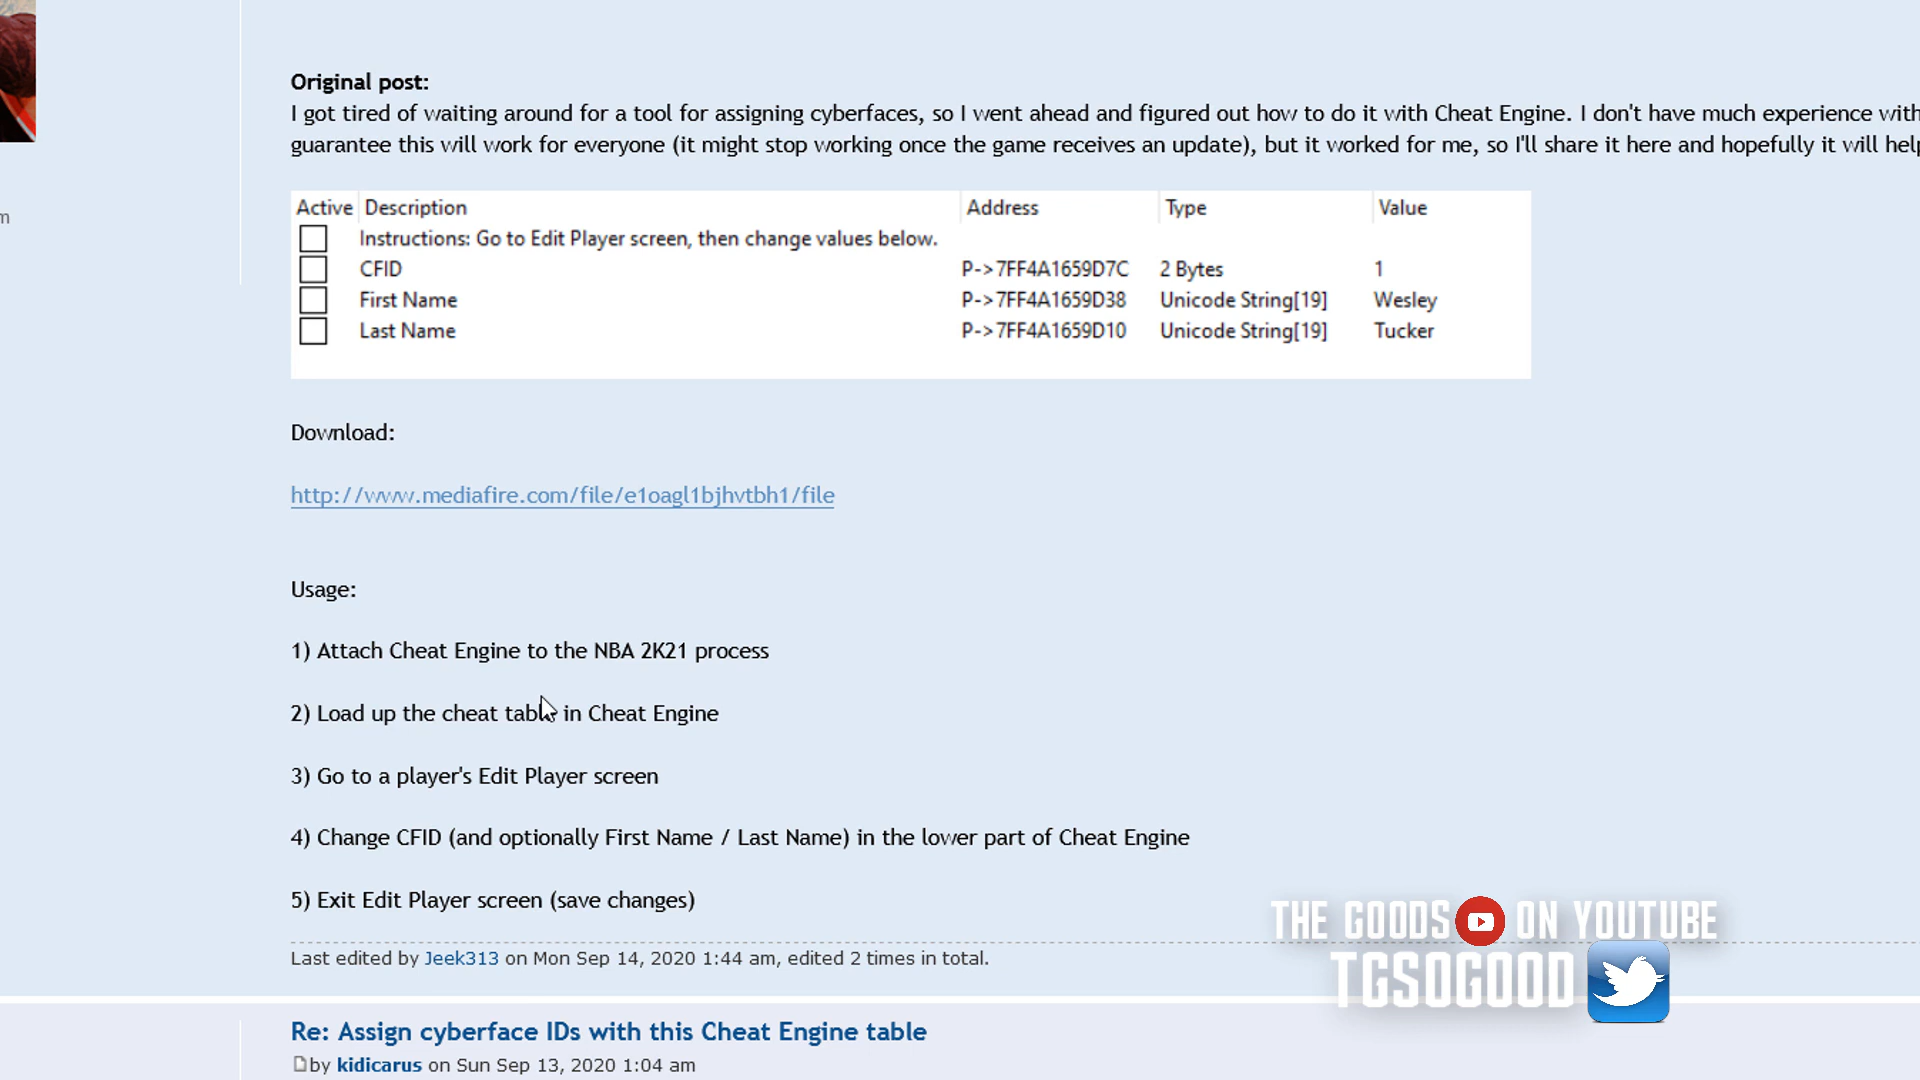 Original post:
I got tired of waiting around for a tool for assigning cyberfaces, so I went ahead and figured out how to do it with Cheat Engine. I don't have much experience with
guarantee this will work for everyone (it might stop working once the game receives an update), but it worked for me, so I'll share it here and hopefully it will help
m
Active Description Address Type Value
Instructions: Go to Edit Player screen, then change values below.
CFID P->7FF4A1659D7C 2 Bytes 1
First Name P->7FF4A1659D38 Unicode String[19] Wesley
Last Name P->7FF4A1659D10 Unicode String[19] Tucker
Download:
http://www.mediafire.com/file/e1oagl1bjhvtbh1/file
Usage:
1) Attach Cheat Engine to the NBA 2K21 process
2) Load up the cheat table in Cheat Engine
3) Go to a player's Edit Player screen
4) Change CFID (and optionally First Name / Last Name) in the lower part of Cheat Engine
5) Exit Edit Player screen (save changes)
THE GOODS ON YOUTUBE
Last edited by Jeek313 on Mon Sep 14, 2020 1:44 am, edited 2 times in total.
TGSOGOOD
Re: Assign cyberface IDs with this Cheat Engine table
by kidicarus on Sun Sep 13, 2020 1:04 am